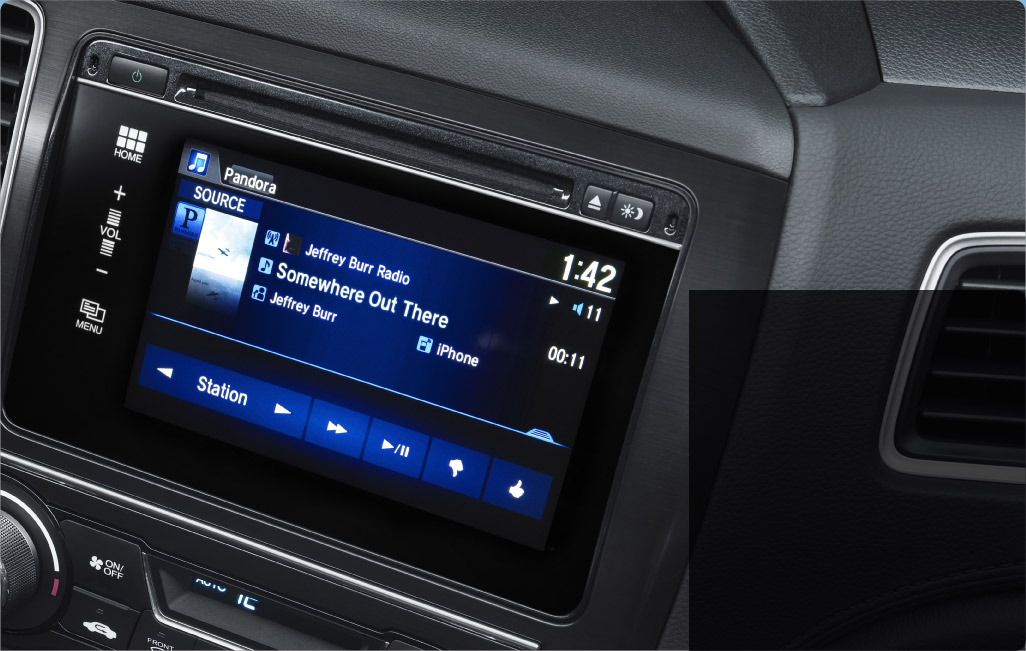 HOME
+
VOL
−
MENU
Pandora
SOURCE
P
Jeffrey Burr Radio
Somewhere Out There
Jeffrey Burr
iPhone
1:42
11
00:11
Station
ON/
OFF
AUTO
FRONT